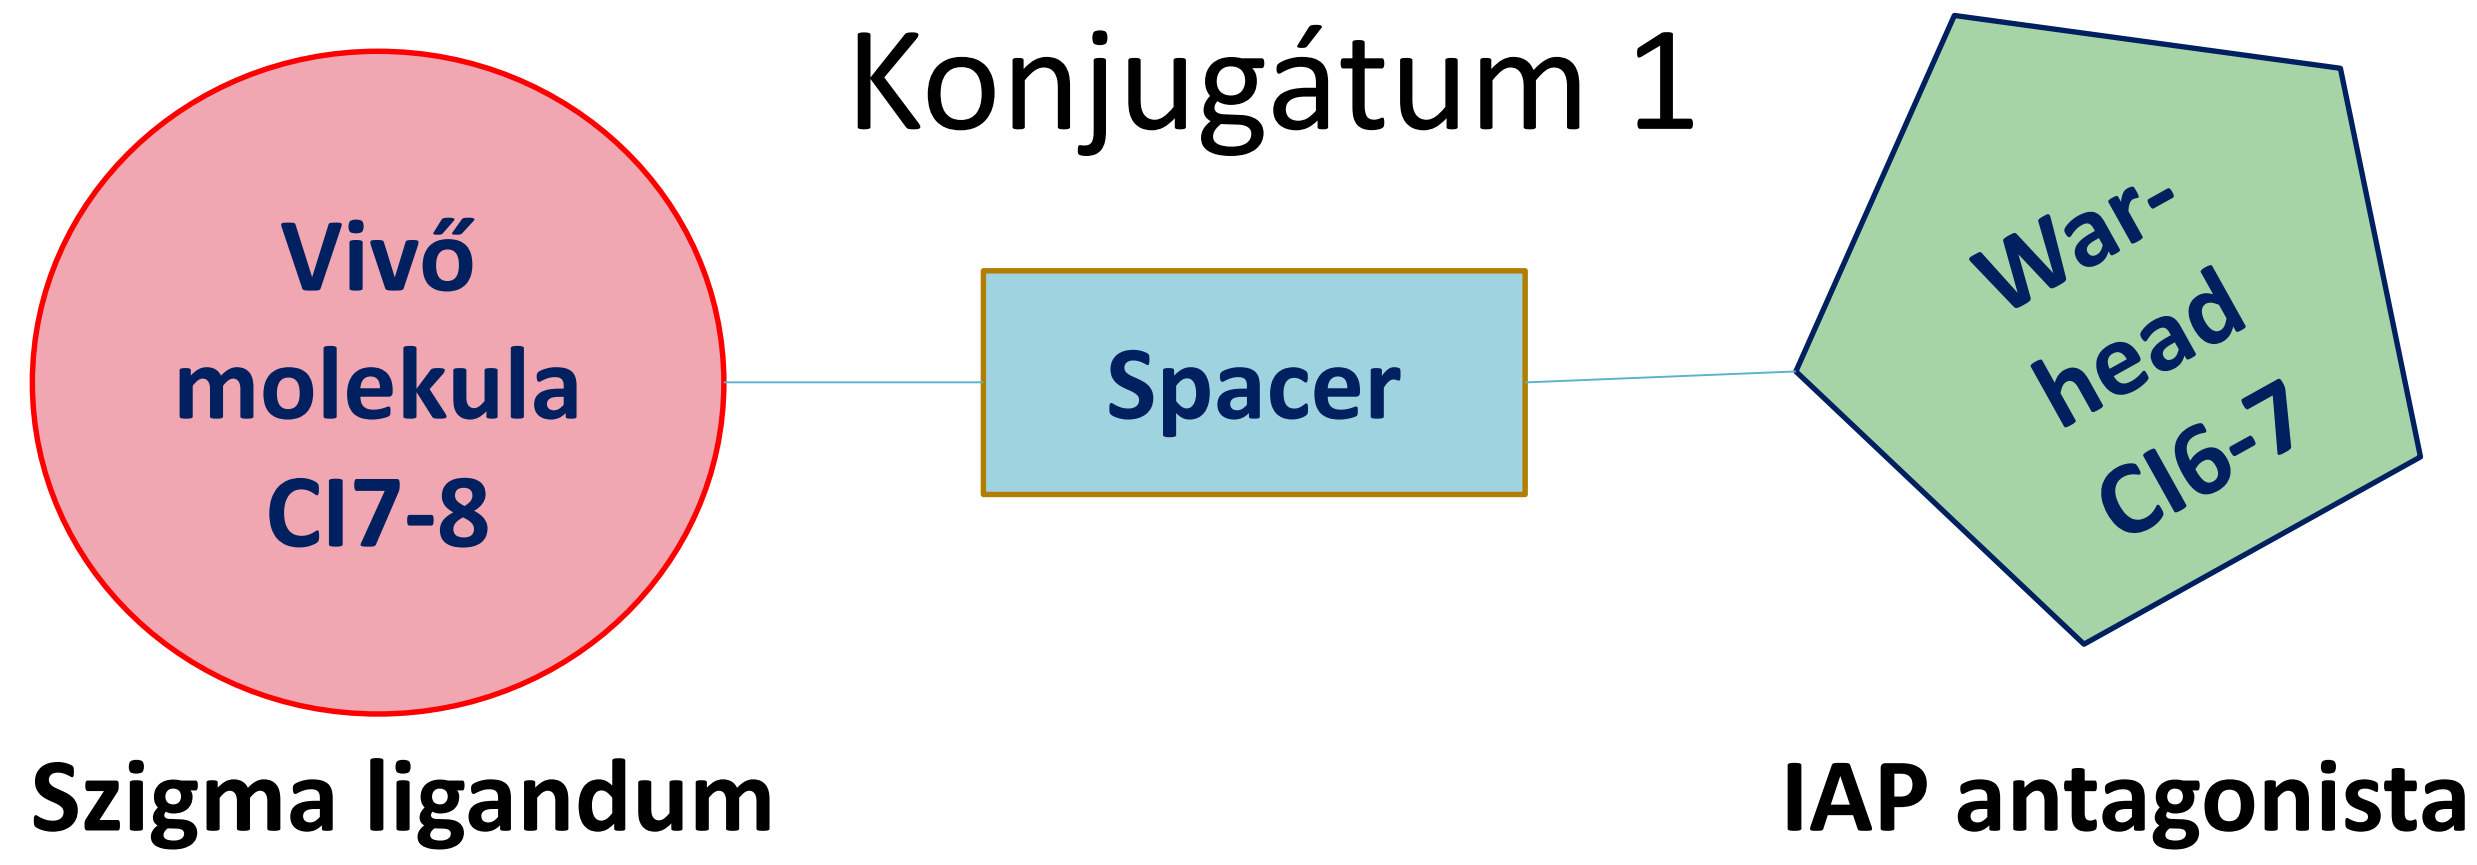 Konjugátum 1
Vivő
molekula
CI7-8
Spacer
War-
head
CI6-7
Szigma ligandum
IAP antagonista